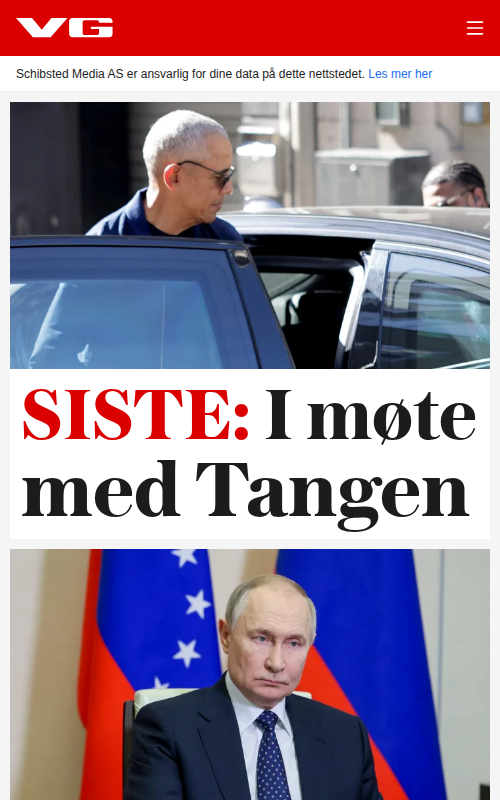 VG
Schibsted Media AS er ansvarlig for dine data på dette nettstedet. Les mer her
SISTE: I møte
med Tangen